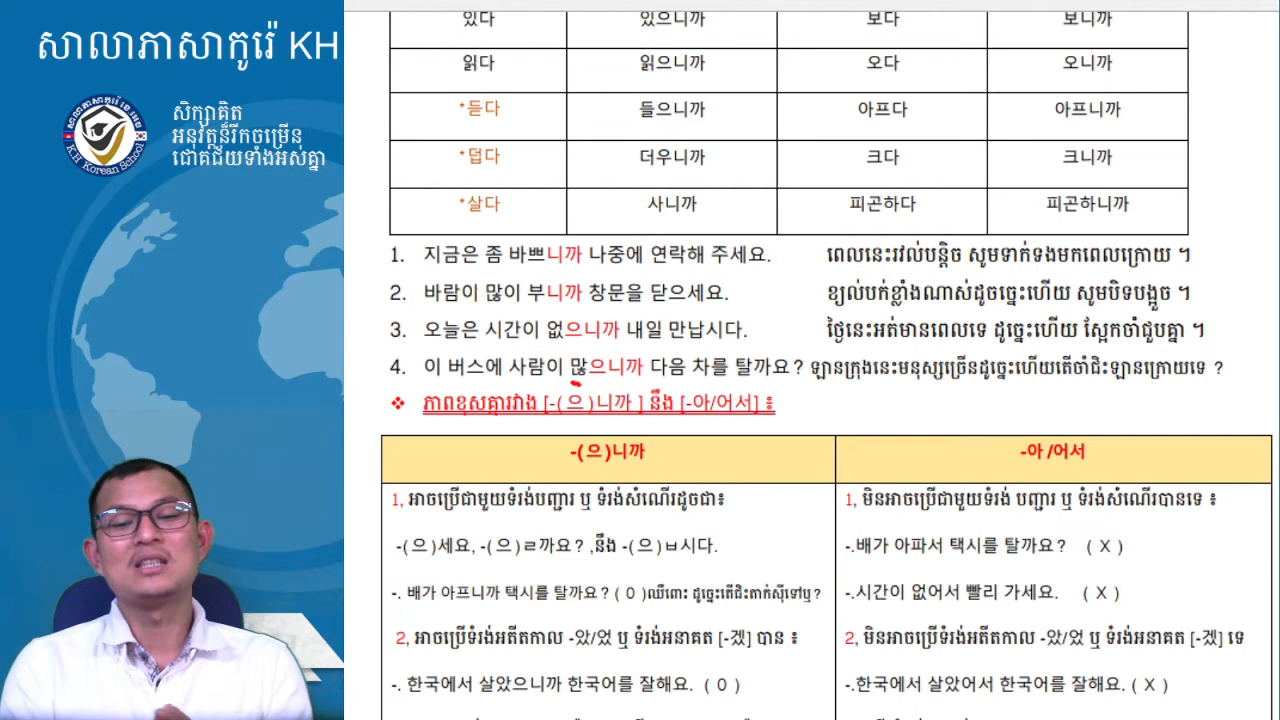 សាលាភាសាកូរ៉េ KH
សិក្សាគិត
អនុវត្តន៍រីកចម្រើន
ជោគជ័យទាំងអស់គ្នា
សាលាភាសាកូរ៉េ ខេ អេច
KH Korean School
있다 있으니까 보다 보니까
읽다 읽으니까 오다 오니까
*듣다 들으니까 아프다 아프니까
*덥다 더우니까 크다 크니까
*살다 사니까 피곤하다 피곤하니까
1. 지금은 좀 바쁘니까 나중에 연락해 주세요. ពេលនេះរវល់បន្តិច សូមទាក់ទងមកពេលក្រោយ ។
2. 바람이 많이 부니까 창문을 닫으세요. ខ្យល់បក់ខ្លាំងណាស់ដូចច្នេះហើយ សូមបិទបង្អួច ។
3. 오늘은 시간이 없으니까 내일 만납시다. ថ្ងៃនេះអត់មានពេលទេ ដូច្នេះហើយ ស្អែកចាំជួបគ្នា ។
4. 이 버스에 사람이 많으니까 다음 차를 탈까요? ឡានក្រុងនេះមនុស្សច្រើនដូច្នេះហើយតើចាំជិះឡានក្រោយទេ ?
❖ ភាពខុសគ្នារវាង [-(으)니까 ] និង [-아/어서] ៖
-(으)니까 -아/어서
1, អាចប្រើជាមួយទំរង់បញ្ជារ ឬ ទំរង់សំណើរដូចជា៖
-(으)세요, -(으)ㄹ까요? ,និង -(으)ㅂ시다.
-. 배가 아프니까 택시를 탈까요? ( O )ឈឺពោះ ដូច្នេះតើជិះតាក់ស៊ីទៅឬ?
2, អាចប្រើទំរង់អតីតកាល -았/었 ឬ ទំរង់អនាគត [-겠] បាន ៖
-. 한국에서 살았으니까 한국어를 잘해요. ( O )
1, មិនអាចប្រើជាមួយទំរង់ បញ្ជារ ឬ ទំរង់សំណើរបានទេ ៖
-.배가 아파서 택시를 탈까요? ( X )
-.시간이 없어서 빨리 가세요. ( X )
2, មិនអាចប្រើទំរង់អតីតកាល -았/었 ឬ ទំរង់អនាគត [-겠] ទេ
-.한국에서 살았어서 한국어를 잘해요. ( X )